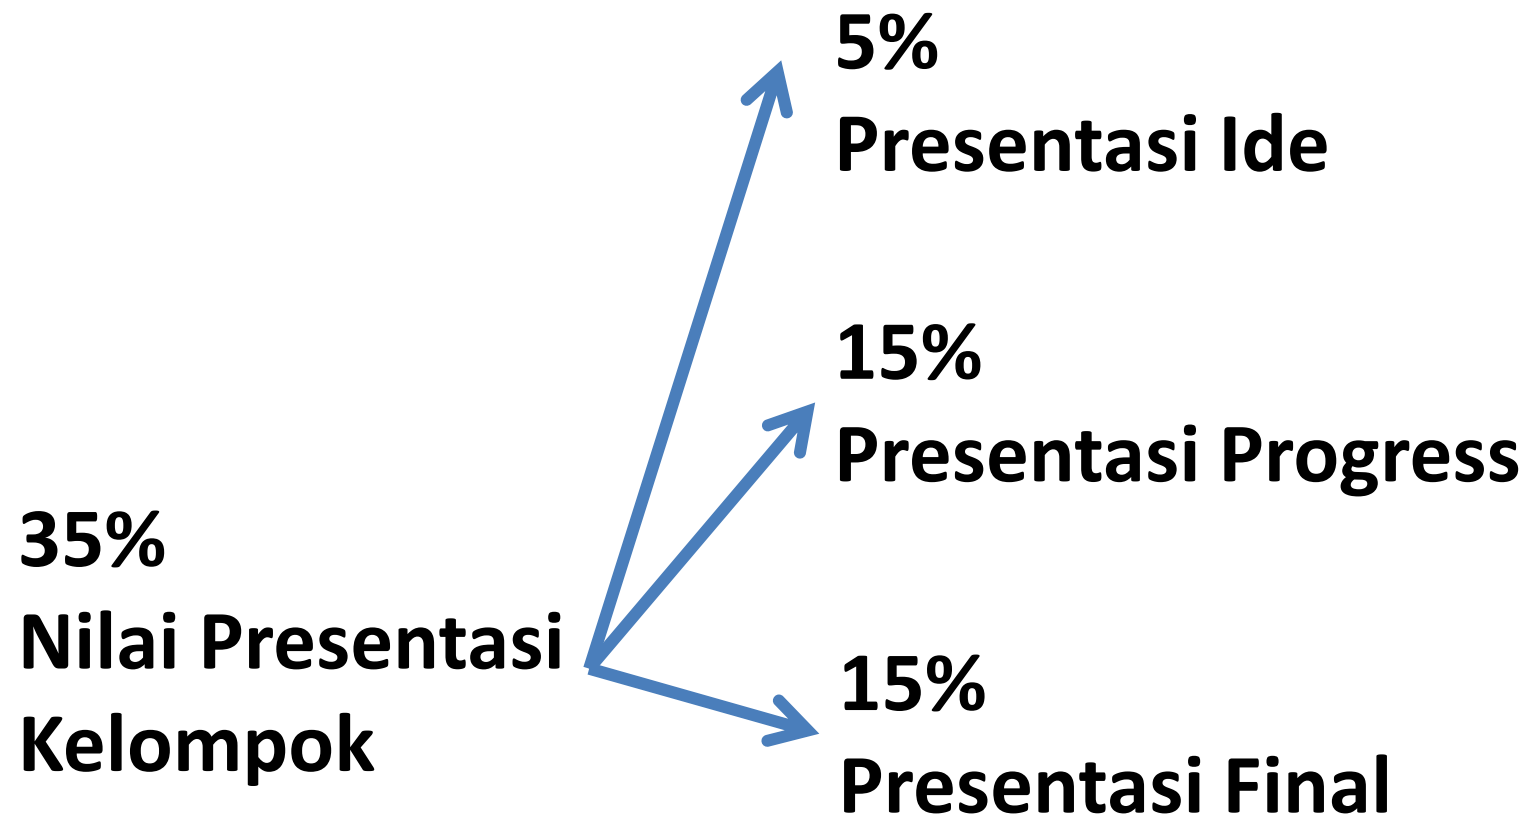 5%
Presentasi Ide
15%
Presentasi Progress
35%
Nilai Presentasi
Kelompok
15%
Presentasi Final